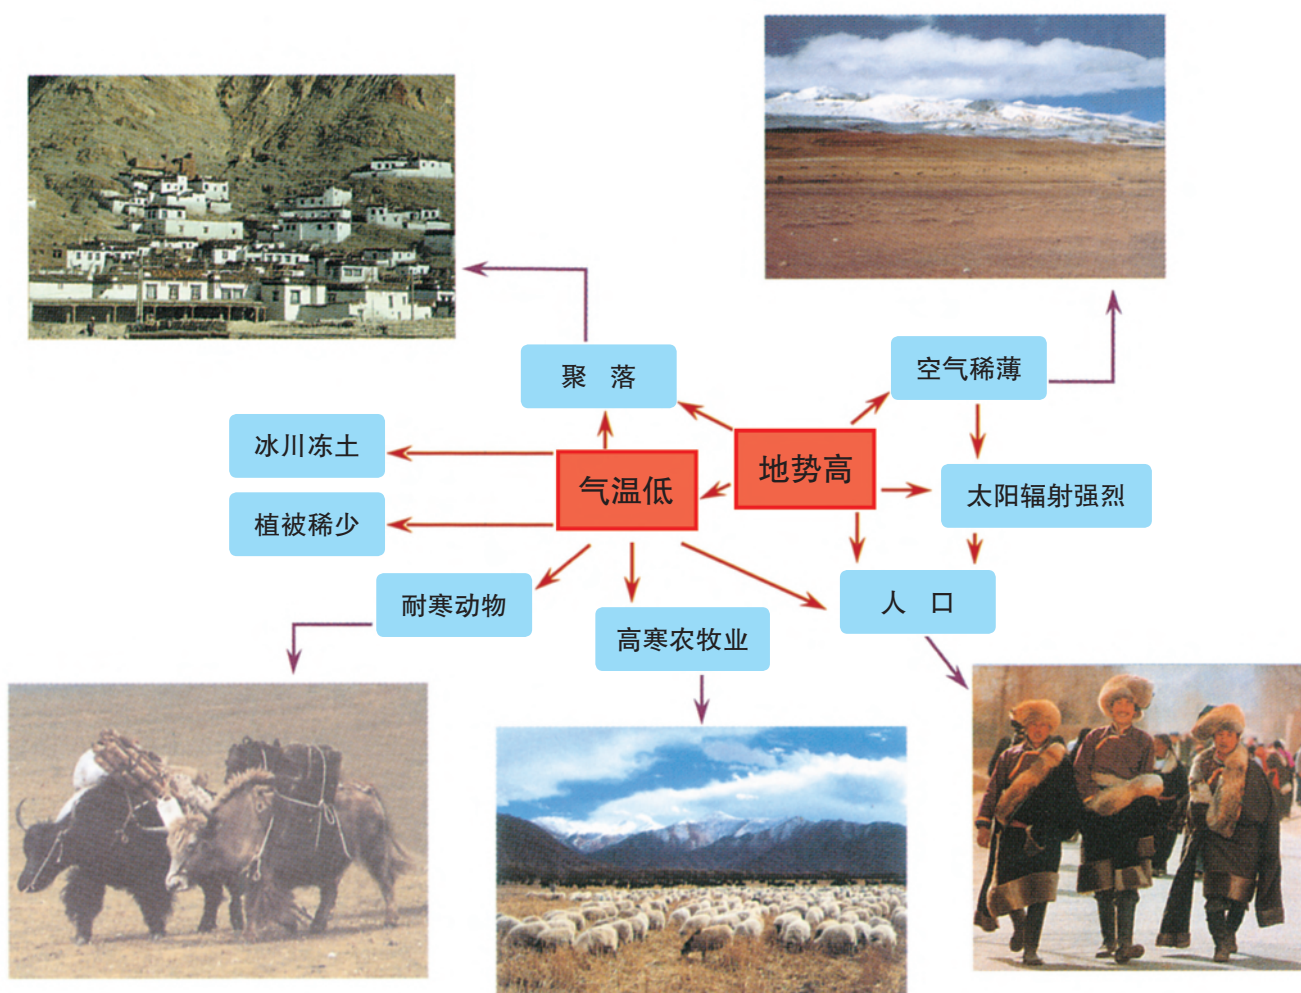 聚 落
空气稀薄
冰川冻土
地势高
气温低
太阳辐射强烈
植被稀少
耐寒动物
人 口
高寒农牧业